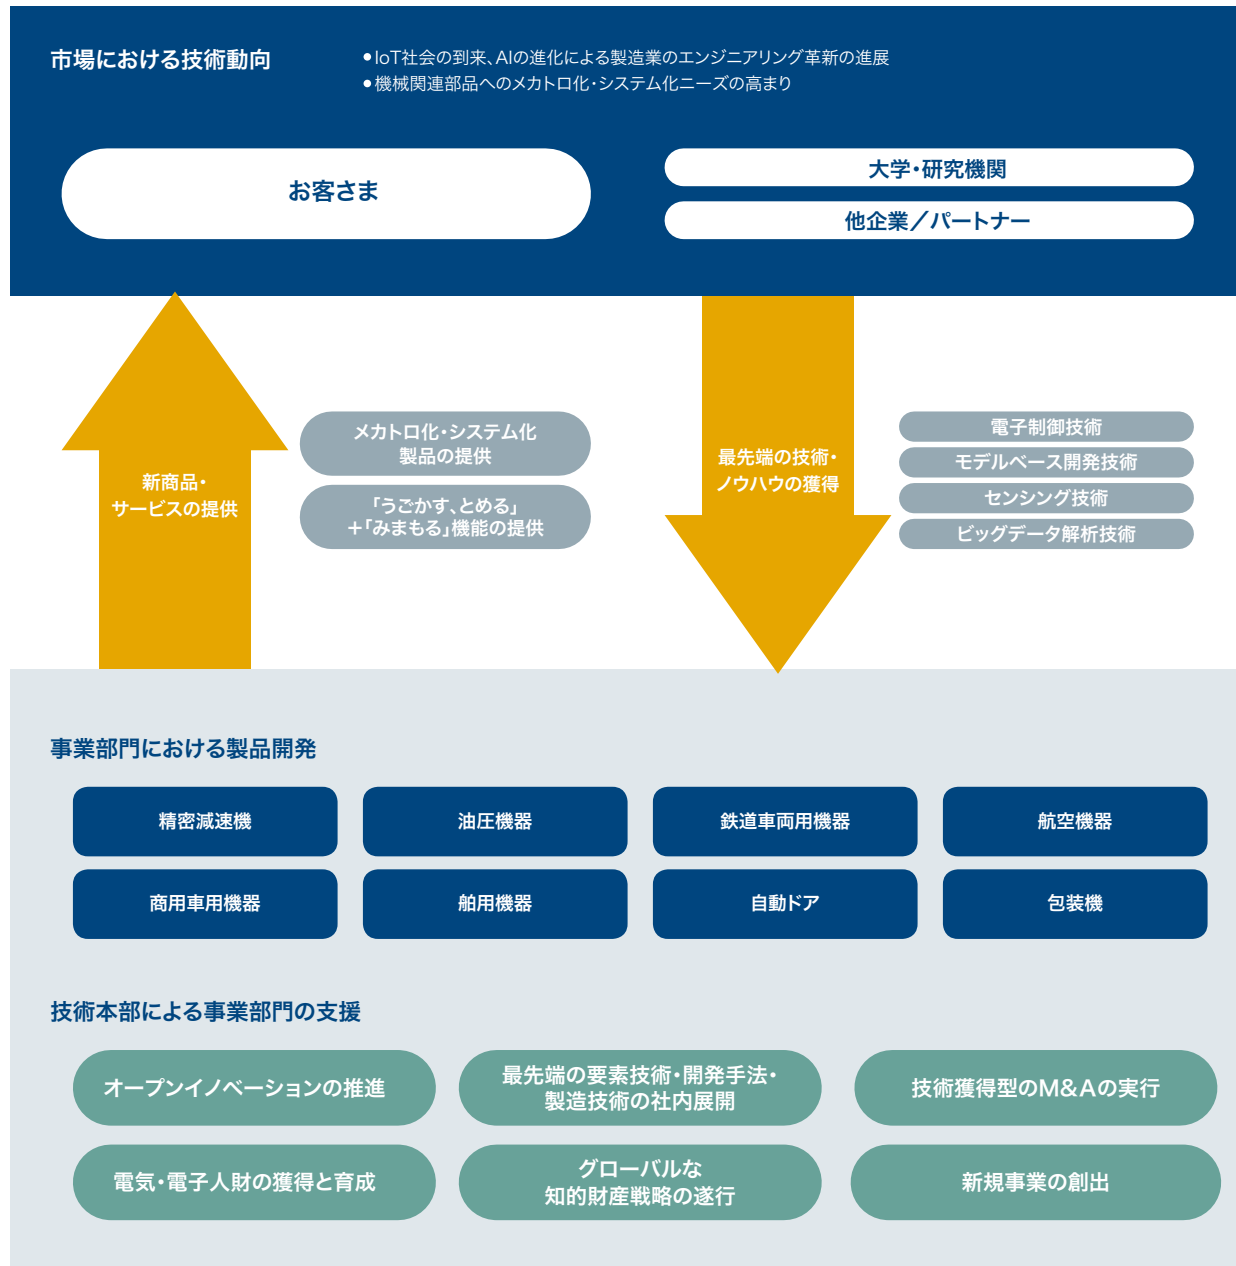 市場における技術動向
●IoT社会の到来、AIの進化による製造業のエンジニアリング革新の進展
●機械関連部品へのメカトロ化・システム化ニーズの高まり
お客さま
大学・研究機関
他企業／パートナー
新商品・
サービスの提供
メカトロ化・システム化
製品の提供
「うごかす、とめる」
＋「みまもる」機能の提供
最先端の技術・
ノウハウの獲得
電子制御技術
モデルベース開発技術
センシング技術
ビッグデータ解析技術
事業部門における製品開発
精密減速機
油圧機器
鉄道車両用機器
航空機器
商用車用機器
舶用機器
自動ドア
包装機
技術本部による事業部門の支援
オープンイノベーションの推進
最先端の要素技術・開発手法・
製造技術の社内展開
技術獲得型のM&Aの実行
電気・電子人財の獲得と育成
グローバルな
知的財産戦略の遂行
新規事業の創出